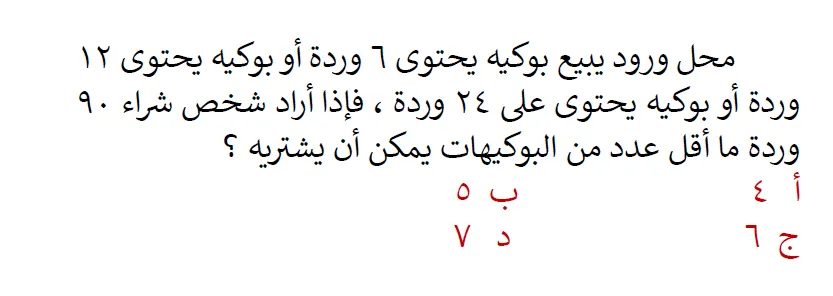 محل ورود يبيع بوكيه يحتوى ٦ وردة أو بوكيه يحتوى ١٢
وردة أو بوكيه يحتوى على ٢٤ وردة ، فإذا أراد شخص شراء ٩٠
وردة ما أقل عدد من البوكيهات يمكن أن يشتريه ؟
أ ٤ ب ٥
ج ٦ د ٧